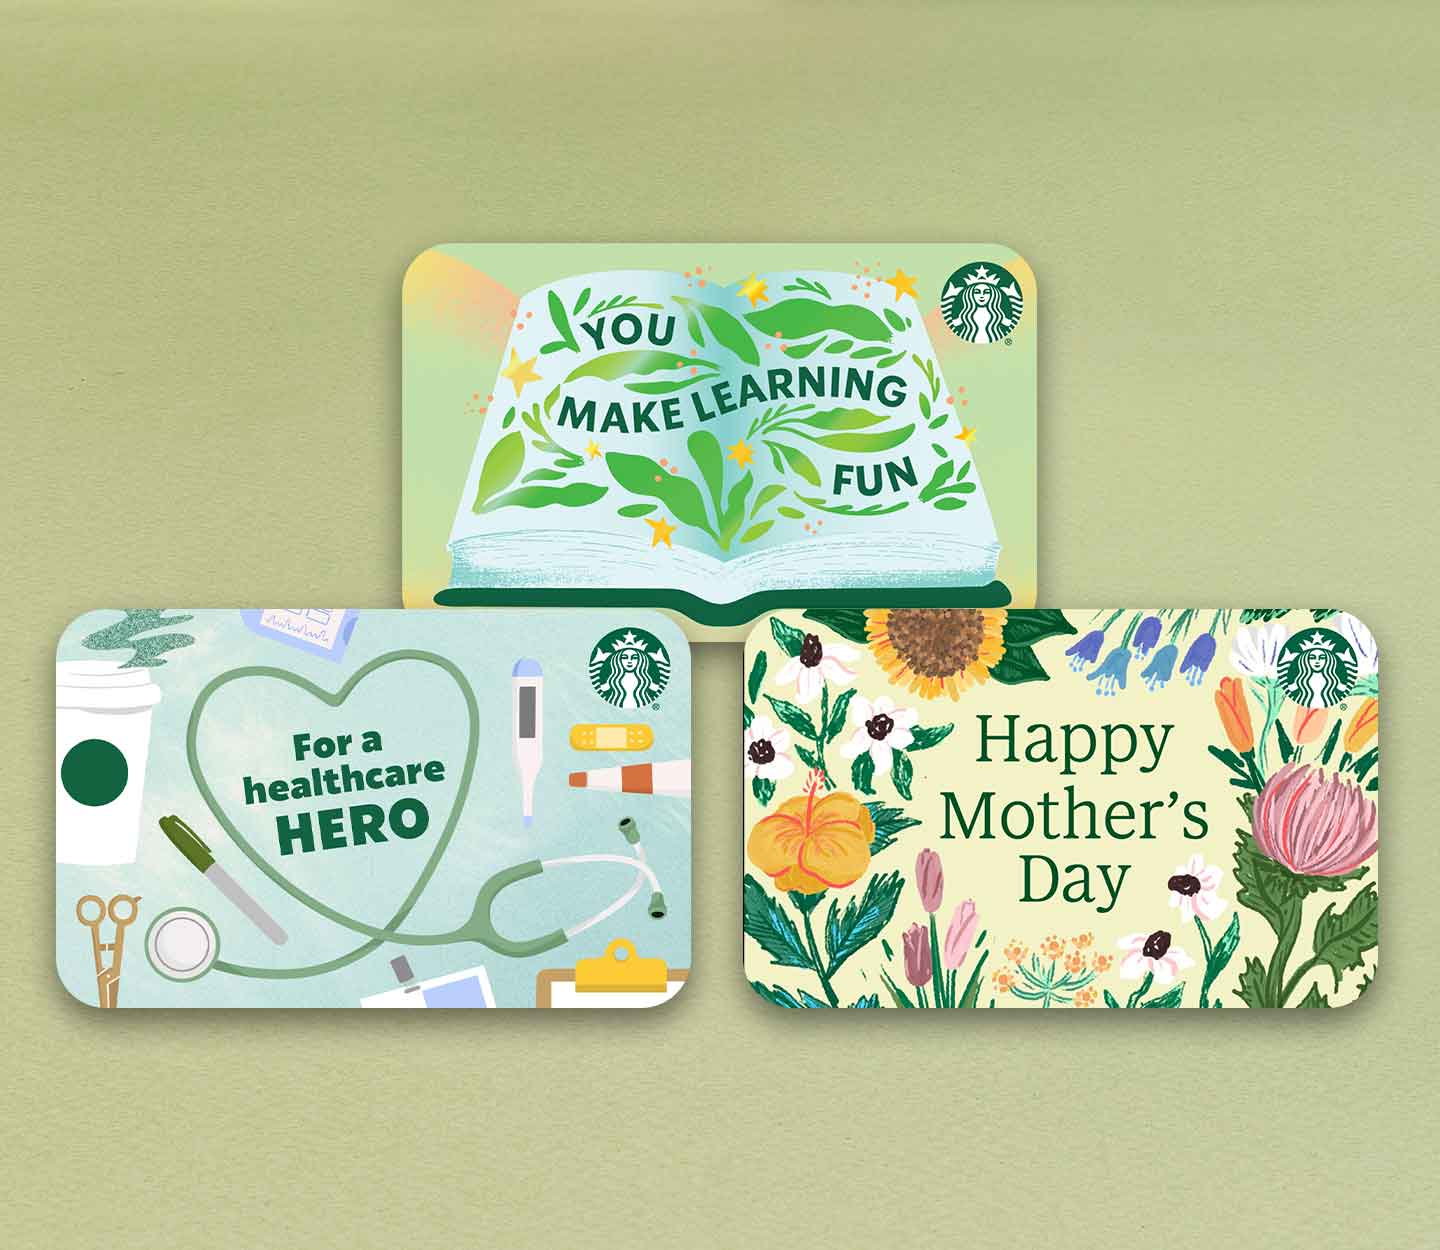 YOU
MAKE LEARNING
FUN
For a
healthcare
HERO
Happy
Mother's
Day
®
®
®